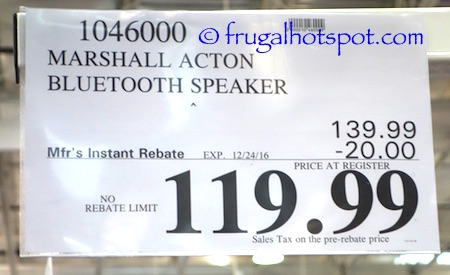 1046000
© frugalhotspot.com
MARSHALL ACTON
BLUETOOTH SPEAKER
139.99
Mfr's Instant Rebate EXP. 12/24/16 -20.00
PRICE AT REGISTER
NO
REBATE LIMIT
119.99
Sales Tax on the pre-rebate price